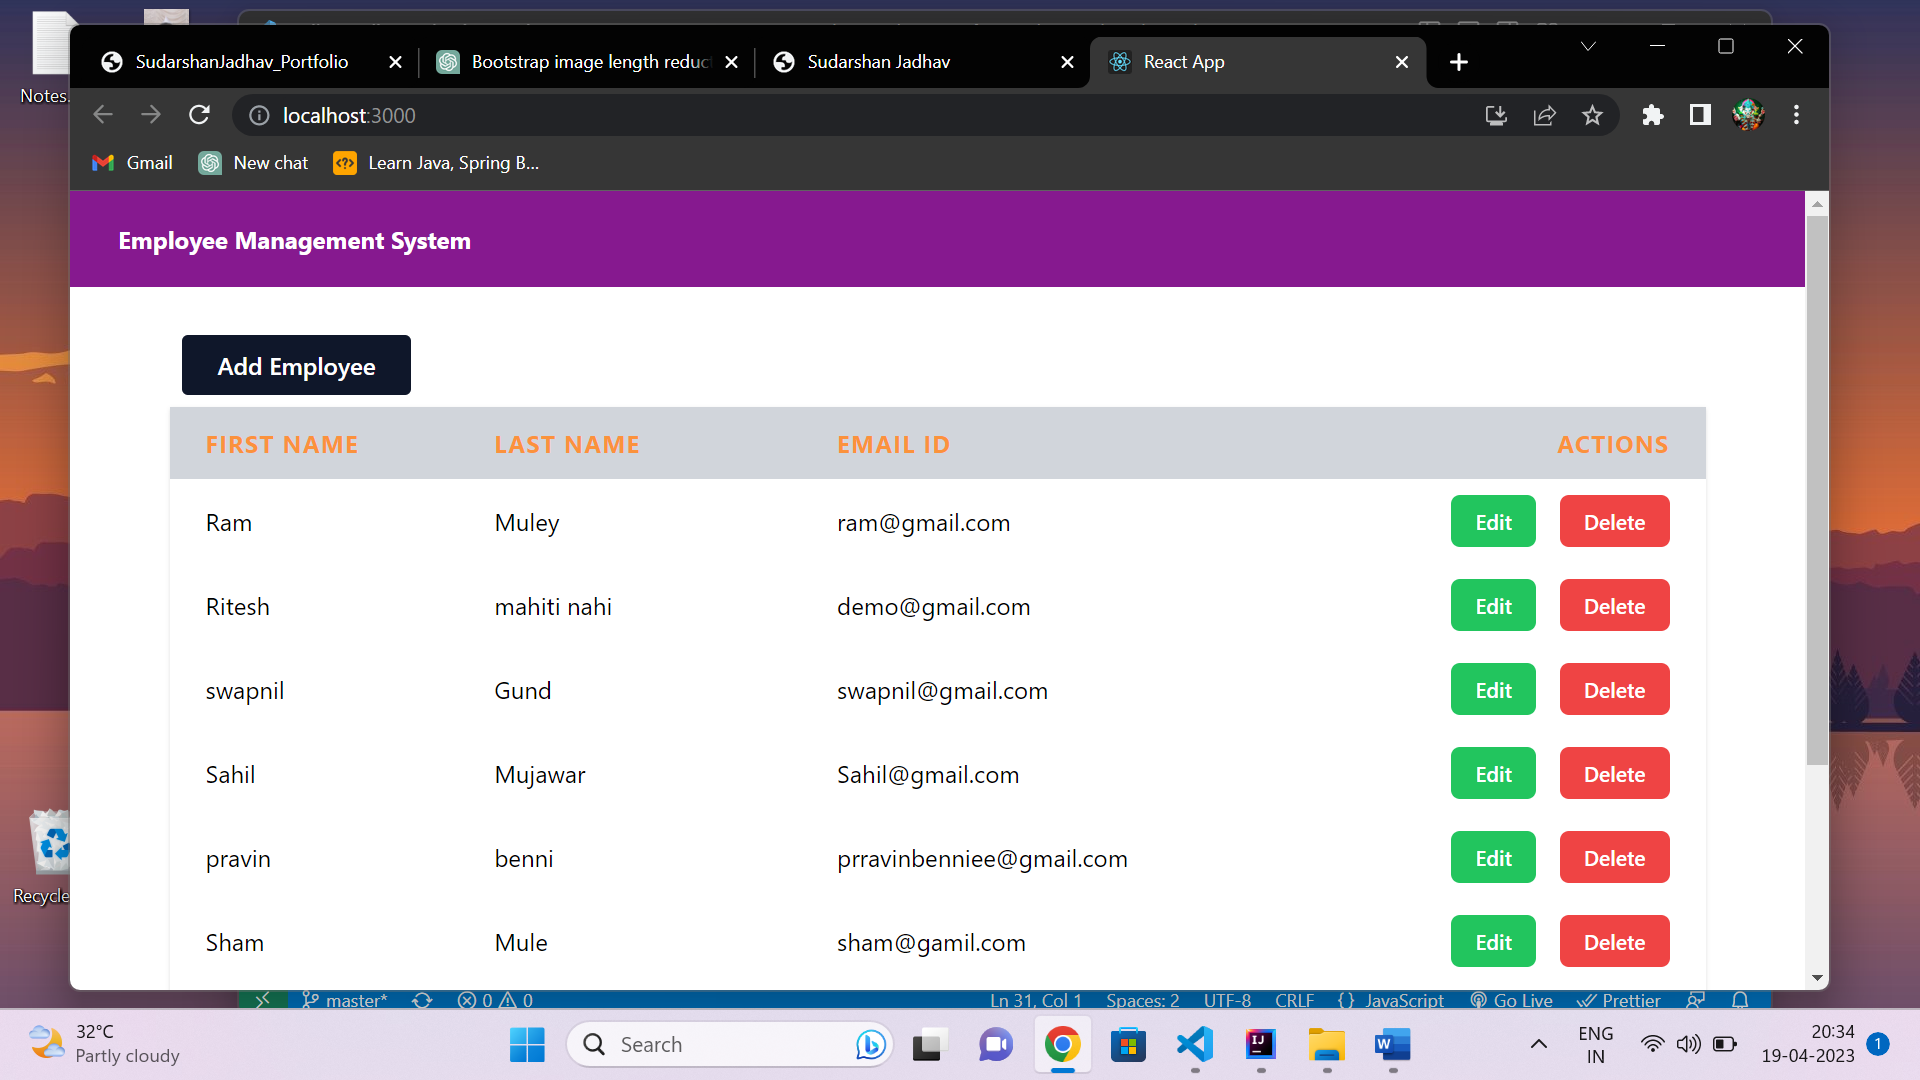 SudarshanJadhav_Portfolio
Bootstrap image length reduc
Sudarshan Jadhav
React App
Notes.
localhost:3000
Gmail
New chat
Learn Java, Spring B...
Employee Management System
Add Employee
FIRST NAME LAST NAME EMAIL ID ACTIONS
Ram Muley ram@gmail.com Edit Delete
Ritesh mahiti nahi demo@gmail.com Edit Delete
swapnil Gund swapnil@gmail.com Edit Delete
Sahil Mujawar Sahil@gmail.com Edit Delete
pravin benni prravinbenniee@gmail.com Edit Delete
Recycle
Sham Mule sham@gamil.com Edit Delete
master* 0 0 Ln 31, Col 1 Spaces: 2 UTF-8 CRLF {} JavaScript Go Live Prettier
32°C
Partly cloudy
Search
ENG
IN
20:34
19-04-2023
1